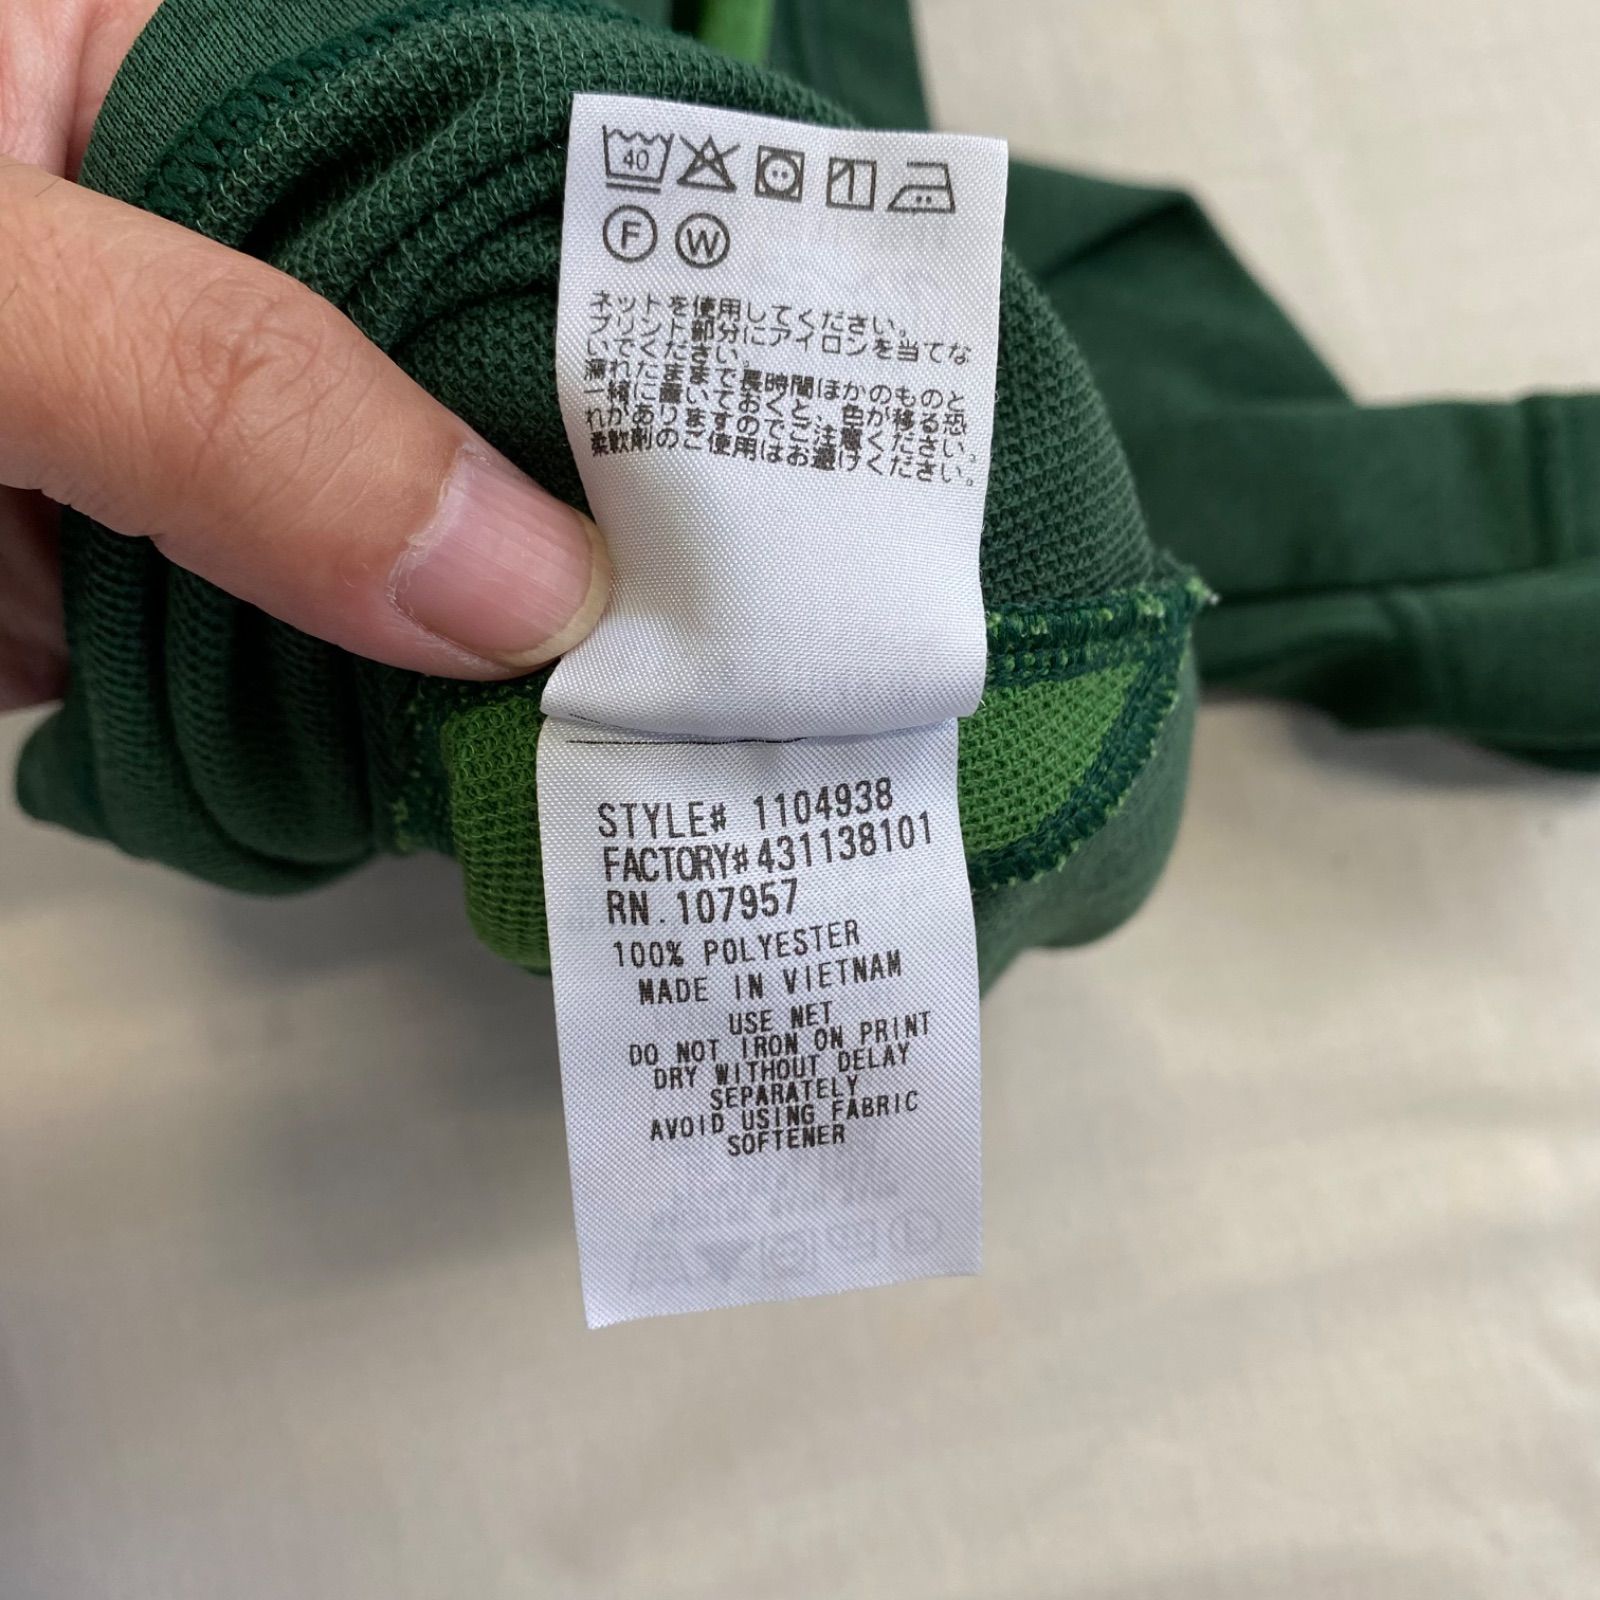 40
F W
ネットを使用してください。
プリント部分にアイロンを当てな
いでください。
濡れたままで長時間ほかのものと
一緒に置いておくと、色が移る恐
れがありますのでご注意ください。
柔軟剤のご使用はお避けください。
STYLE# 1104938
FACTORY#431138101
RN.107957
100% POLYESTER
MADE IN VIETNAM
USE NET
DO NOT IRON ON PRINT
DRY WITHOUT DELAY
SEPARATELY
AVOID USING FABRIC
SOFTENER